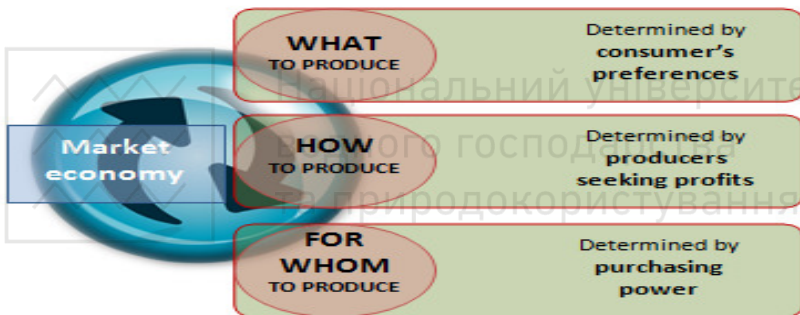 Market
economy
WHAT
TO PRODUCE
Determined by
consumer's
preferences
HOW
TO PRODUCE
Determined by
producers
seeking profits
FOR
WHOM
TO PRODUCE
Determined by
purchasing
power
Національний університе
водного господарства
та природокористування